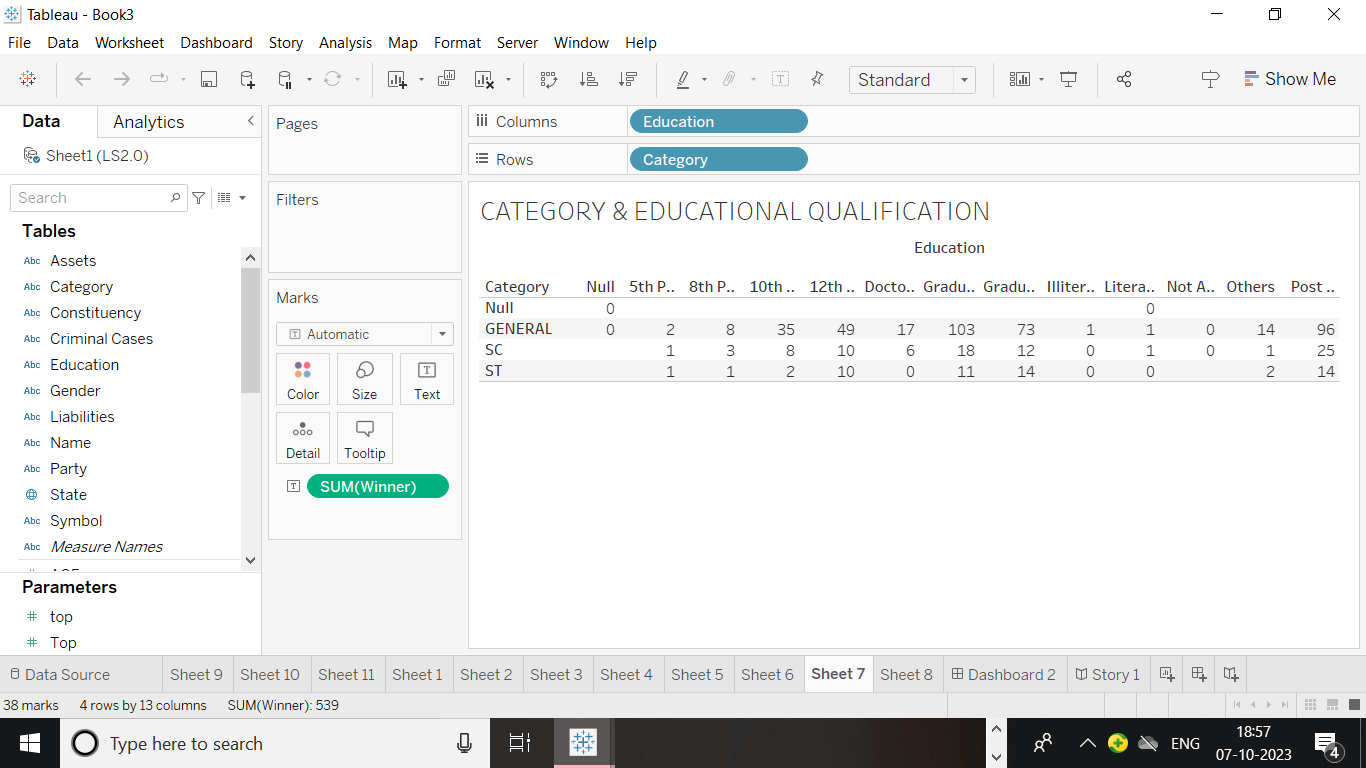 Tableau - Book3
File Data Worksheet Dashboard Story Analysis Map Format Server Window Help
Standard
Show Me
Data Analytics
Sheet1 (LS2.0)
Search
Tables
Abc Assets
Abc Category
Abc Constituency
Abc Criminal Cases
Abc Education
Abc Gender
Abc Liabilities
Abc Name
Abc Party
State
Abc Symbol
Abc Measure Names
Parameters
# top
# Top
Pages
Filters
Marks
T Automatic
Color Size T Text
Detail Tooltip
T SUM(Winner)
Columns Education
Rows Category
CATEGORY & EDUCATIONAL QUALIFICATION
Education
Category Null 5th P.. 8th P.. 10th .. 12th .. Docto.. Gradu.. Gradu.. Illiter.. Litera.. Not A.. Others Post ..
Null 0 0
GENERAL 0 2 8 35 49 17 103 73 1 1 0 14 96
SC 1 3 8 10 6 18 12 0 1 0 1 25
ST 1 1 2 10 0 11 14 0 0 2 14
Data Source Sheet 9 Sheet 10 Sheet 11 Sheet 1 Sheet 2 Sheet 3 Sheet 4 Sheet 5 Sheet 6 Sheet 7 Sheet 8 Dashboard 2 Story 1
38 marks 4 rows by 13 columns SUM(Winner): 539
Type here to search
ENG
18:57
07-10-2023
4